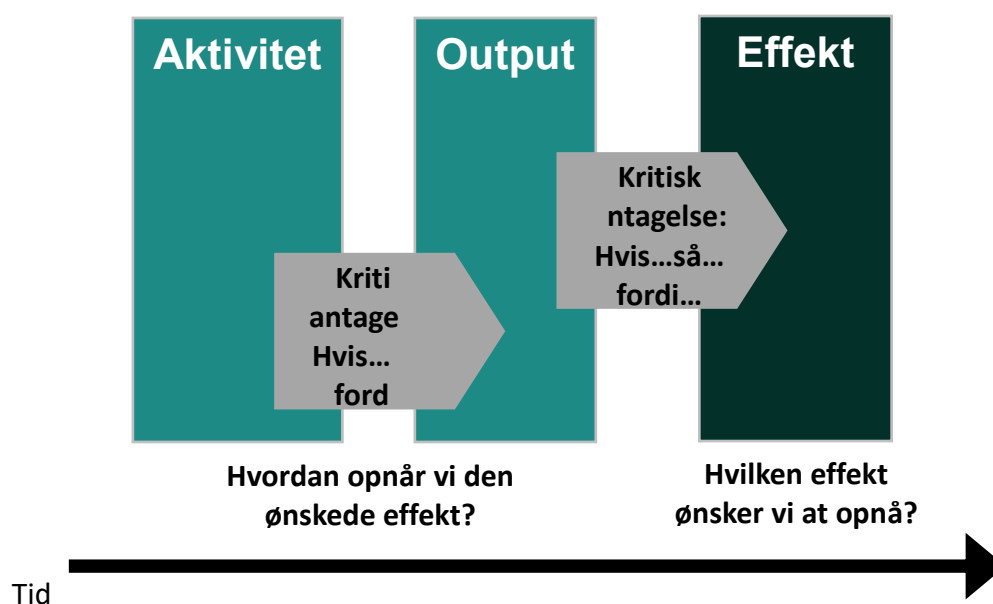 Aktivitet
Output
Effekt
Kritisk
ntagelse:
Hvis...så...
fordi...
Kriti
antage
Hvis...
ford
Hvordan opnår vi den
ønskede effekt?
Hvilken effekt
ønsker vi at opnå?
Tid